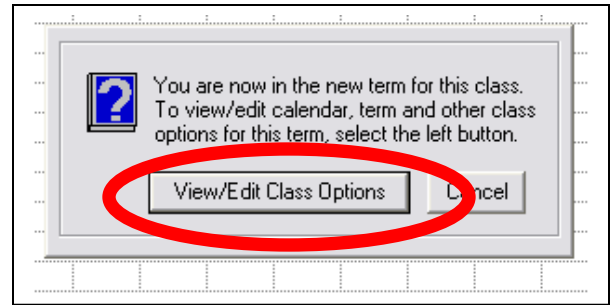 You are now in the new term for this class.
To view/edit calendar, term and other class
options for this term, select the left button.
View/Edit Class Options Cancel